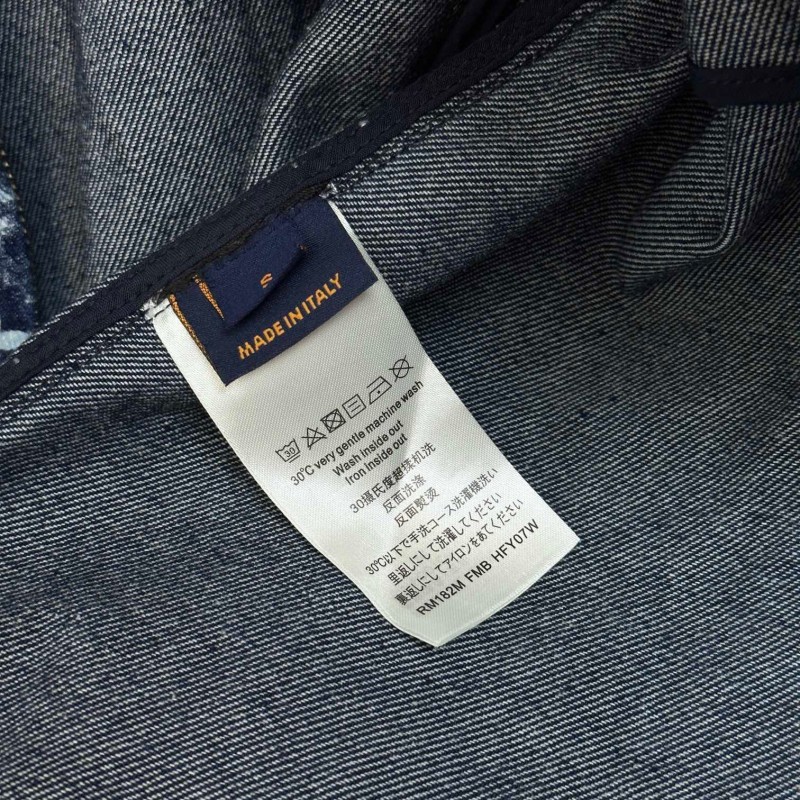 S
MADE IN ITALY
30
30°C very gentle machine wash
Wash inside out
Iron inside out
30摄氏度超揉机洗
反面洗涤
反面熨烫
30℃以下で手洗コース洗濯機洗い
里返しにして洗濯してください
裏返しにしてアイロンをあてください
RM182M FMB HFY07W